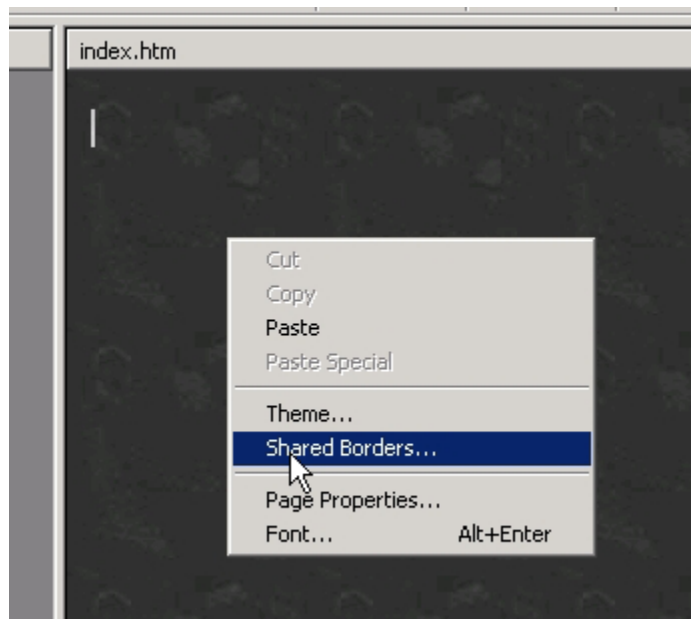 index.htm
Cut
Copy
Paste
Paste Special
Theme...
Shared Borders...
Page Properties...
Font... Alt+Enter